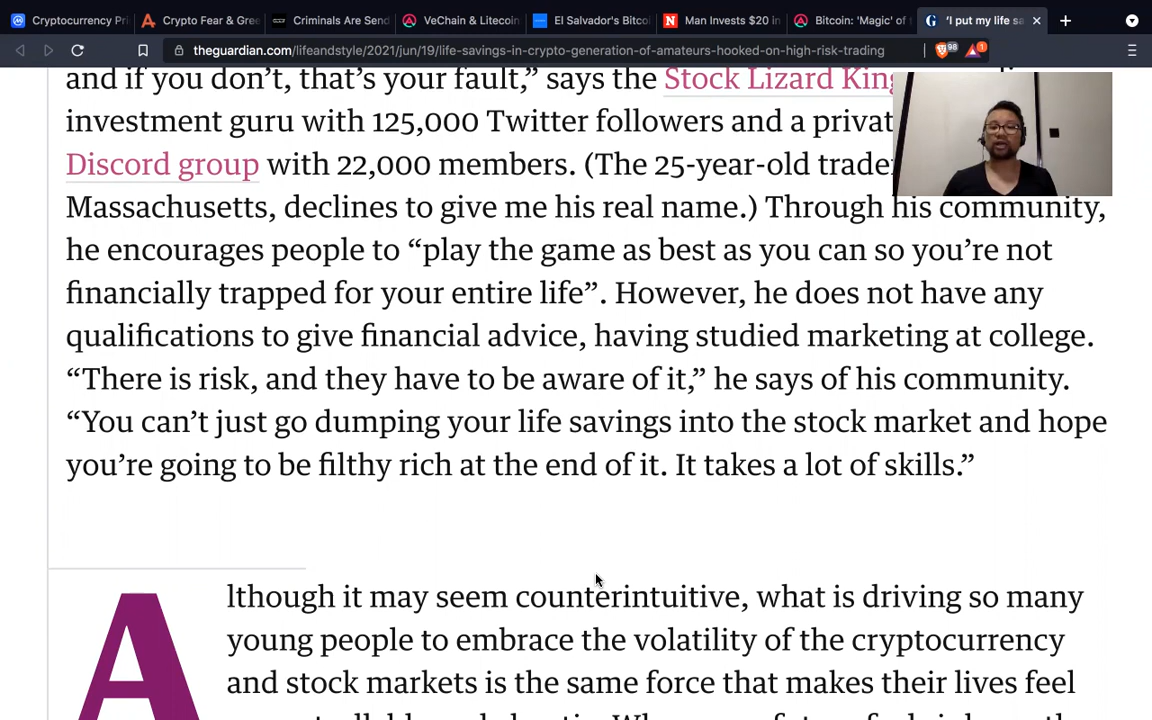 Cryptocurrency Pri
Crypto Fear & Gre
Criminals Are Send
VeChain & Litecoin
El Salvador's Bitco
Man Invests $20 in
Bitcoin: 'Magic' of
'I put my life sa
theguardian.com/lifeandstyle/2021/jun/19/life-savings-in-crypto-generation-of-amateurs-hooked-on-high-risk-trading
98
1
and if you don't, that's your fault,” says the Stock Lizard King
investment guru with 125,000 Twitter followers and a privat
Discord group with 22,000 members. (The 25-year-old trader
Massachusetts, declines to give me his real name.) Through his community,
he encourages people to “play the game as best as you can so you’re not
financially trapped for your entire life”. However, he does not have any
qualifications to give financial advice, having studied marketing at college.
“There is risk, and they have to be aware of it,” he says of his community.
“You can’t just go dumping your life savings into the stock market and hope
you’re going to be filthy rich at the end of it. It takes a lot of skills.”
Although it may seem counterintuitive, what is driving so many
young people to embrace the volatility of the cryptocurrency
and stock markets is the same force that makes their lives feel